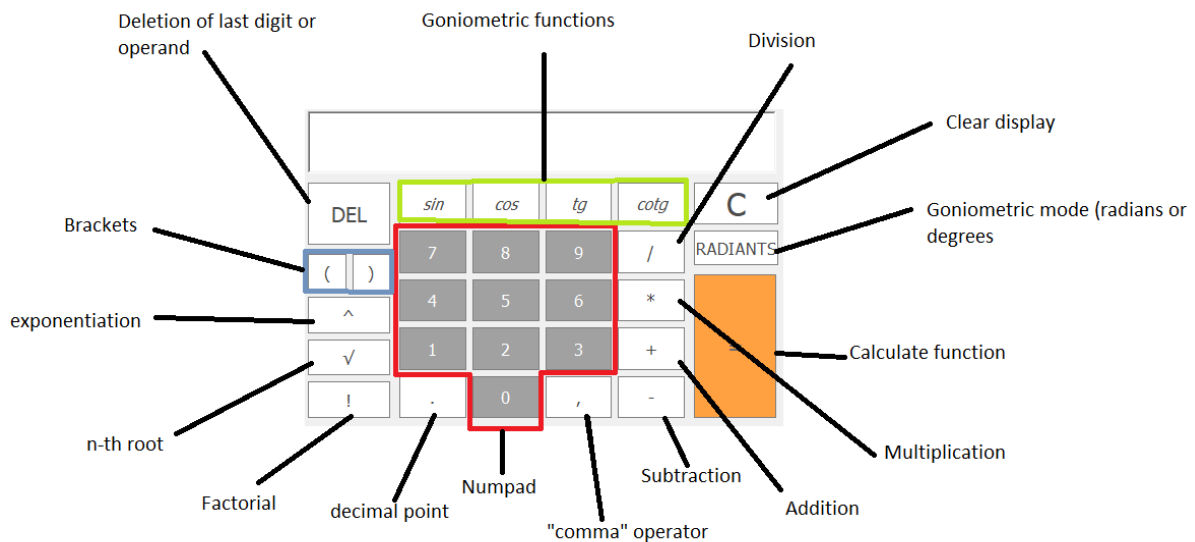 Deletion of last digit or
operand
Goniometric functions
Division
Clear display
DEL
sin
cos
tg
cotg
C
Brackets
Goniometric mode (radians or
degrees
7
8
9
/
RADIANTS
(
)
4
5
6
*
exponentiation
^
1
2
3
+
=
Calculate function
√
!
.
0
,
-
n-th root
Multiplication
Factorial
decimal point
Numpad
Subtraction
Addition
"comma" operator